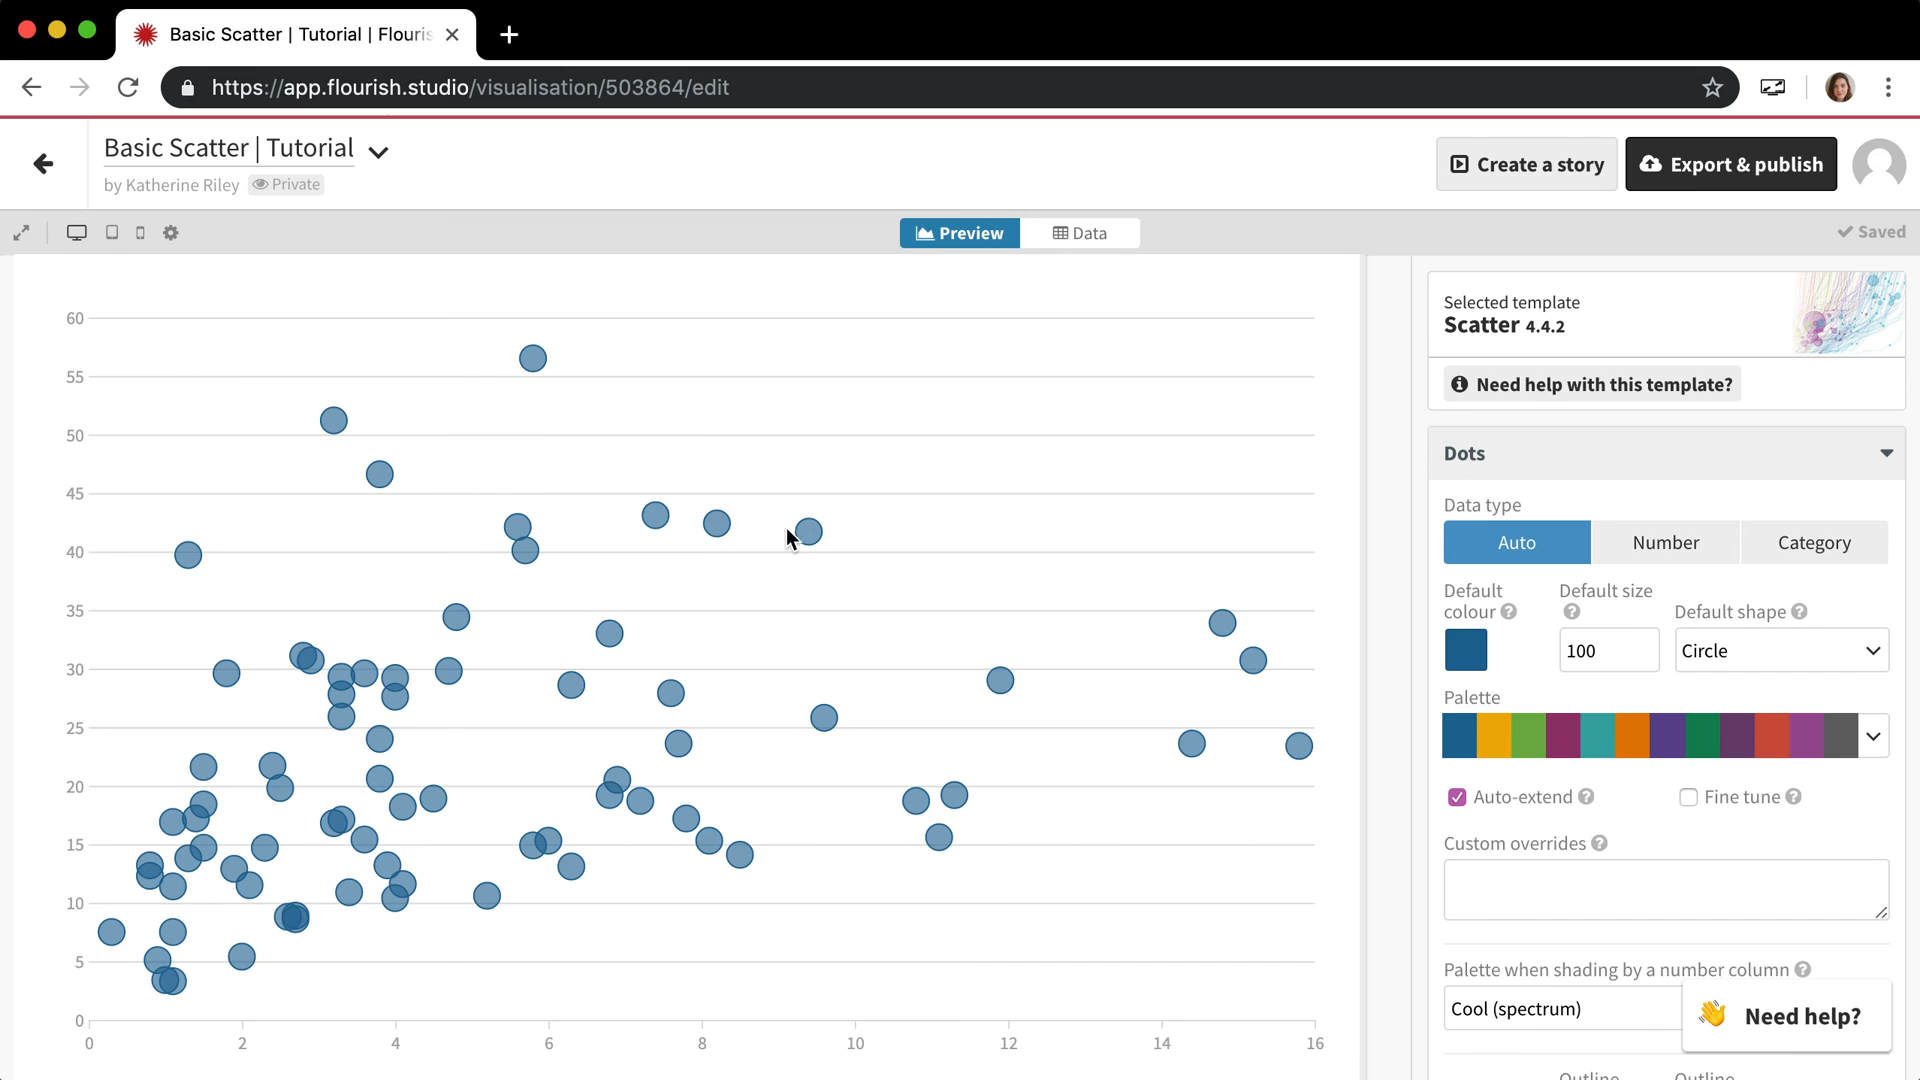 Basic Scatter | Tutorial | Flouris
https://app.flourish.studio/visualisation/503864/edit
Basic Scatter | Tutorial
by Katherine Riley Private
Create a story
Export & publish
Preview
Data
Saved
60
55
50
45
40
35
30
25
20
15
10
5
0
0 2 4 6 8 10 12 14 16
Selected template
Scatter 4.4.2
Need help with this template?
Dots
Data type
Auto Number Category
Default colour
Default size
Default shape
100
Circle
Palette
Auto-extend
Fine tune
Custom overrides
Palette when shading by a number column
Cool (spectrum)
Need help?
Outline Outline